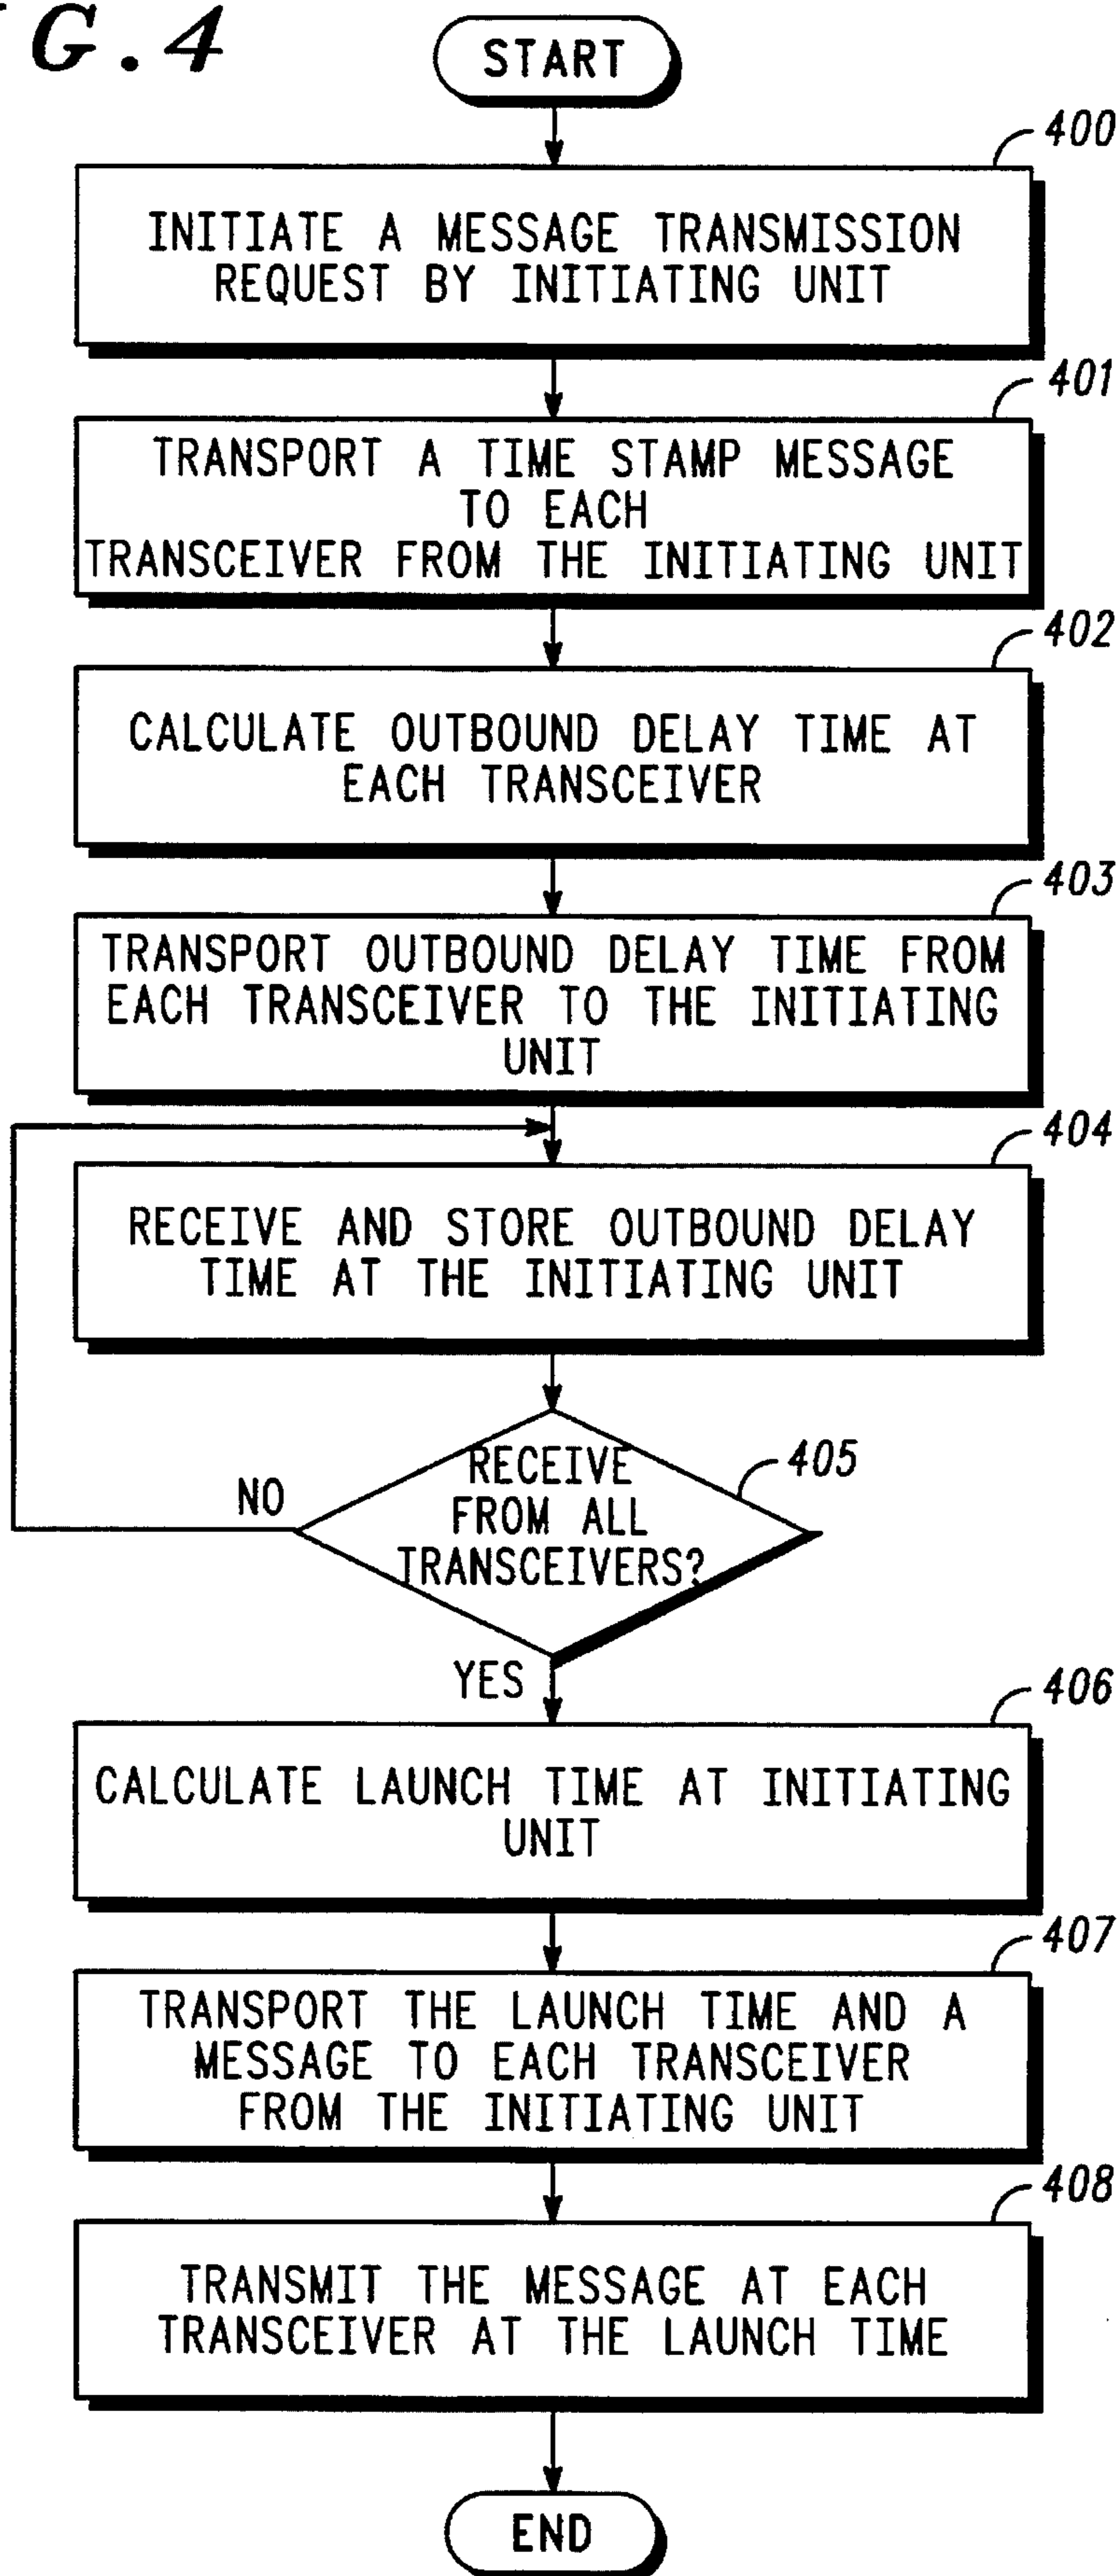 G.4
START
400
INITIATE A MESSAGE TRANSMISSION
REQUEST BY INITIATING UNIT
401
TRANSPORT A TIME STAMP MESSAGE
TO EACH
TRANSCEIVER FROM THE INITIATING UNIT
402
CALCULATE OUTBOUND DELAY TIME AT
EACH TRANSCEIVER
403
TRANSPORT OUTBOUND DELAY TIME FROM
EACH TRANSCEIVER TO THE INITIATING
UNIT
404
RECEIVE AND STORE OUTBOUND DELAY
TIME AT THE INITIATING UNIT
405
RECEIVE
FROM ALL
TRANSCEIVERS?
NO
YES
406
CALCULATE LAUNCH TIME AT INITIATING
UNIT
407
TRANSPORT THE LAUNCH TIME AND A
MESSAGE TO EACH TRANSCEIVER
FROM THE INITIATING UNIT
408
TRANSMIT THE MESSAGE AT EACH
TRANSCEIVER AT THE LAUNCH TIME
END